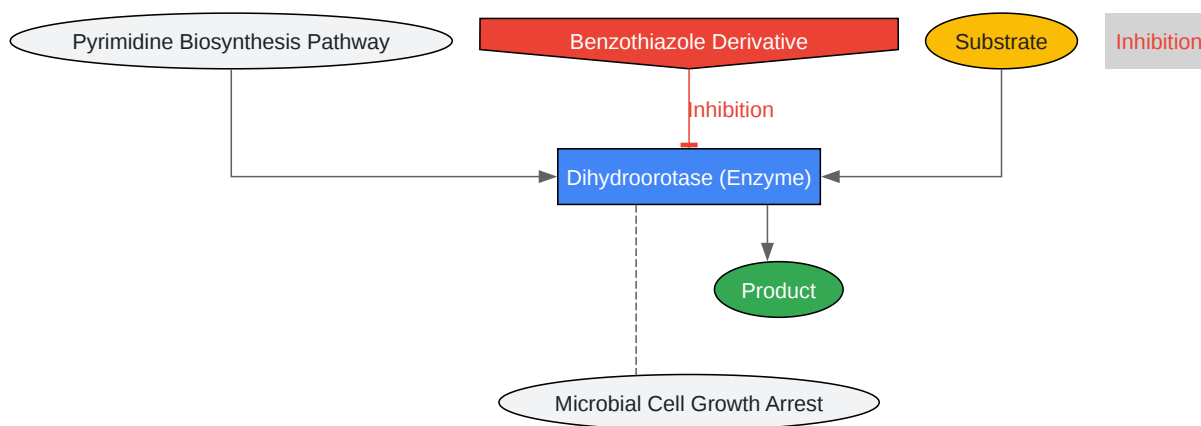 Pyrimidine Biosynthesis Pathway
Benzothiazole Derivative
Substrate
Inhibition
Inhibition
Dihydroorotase (Enzyme)
Product
Microbial Cell Growth Arrest